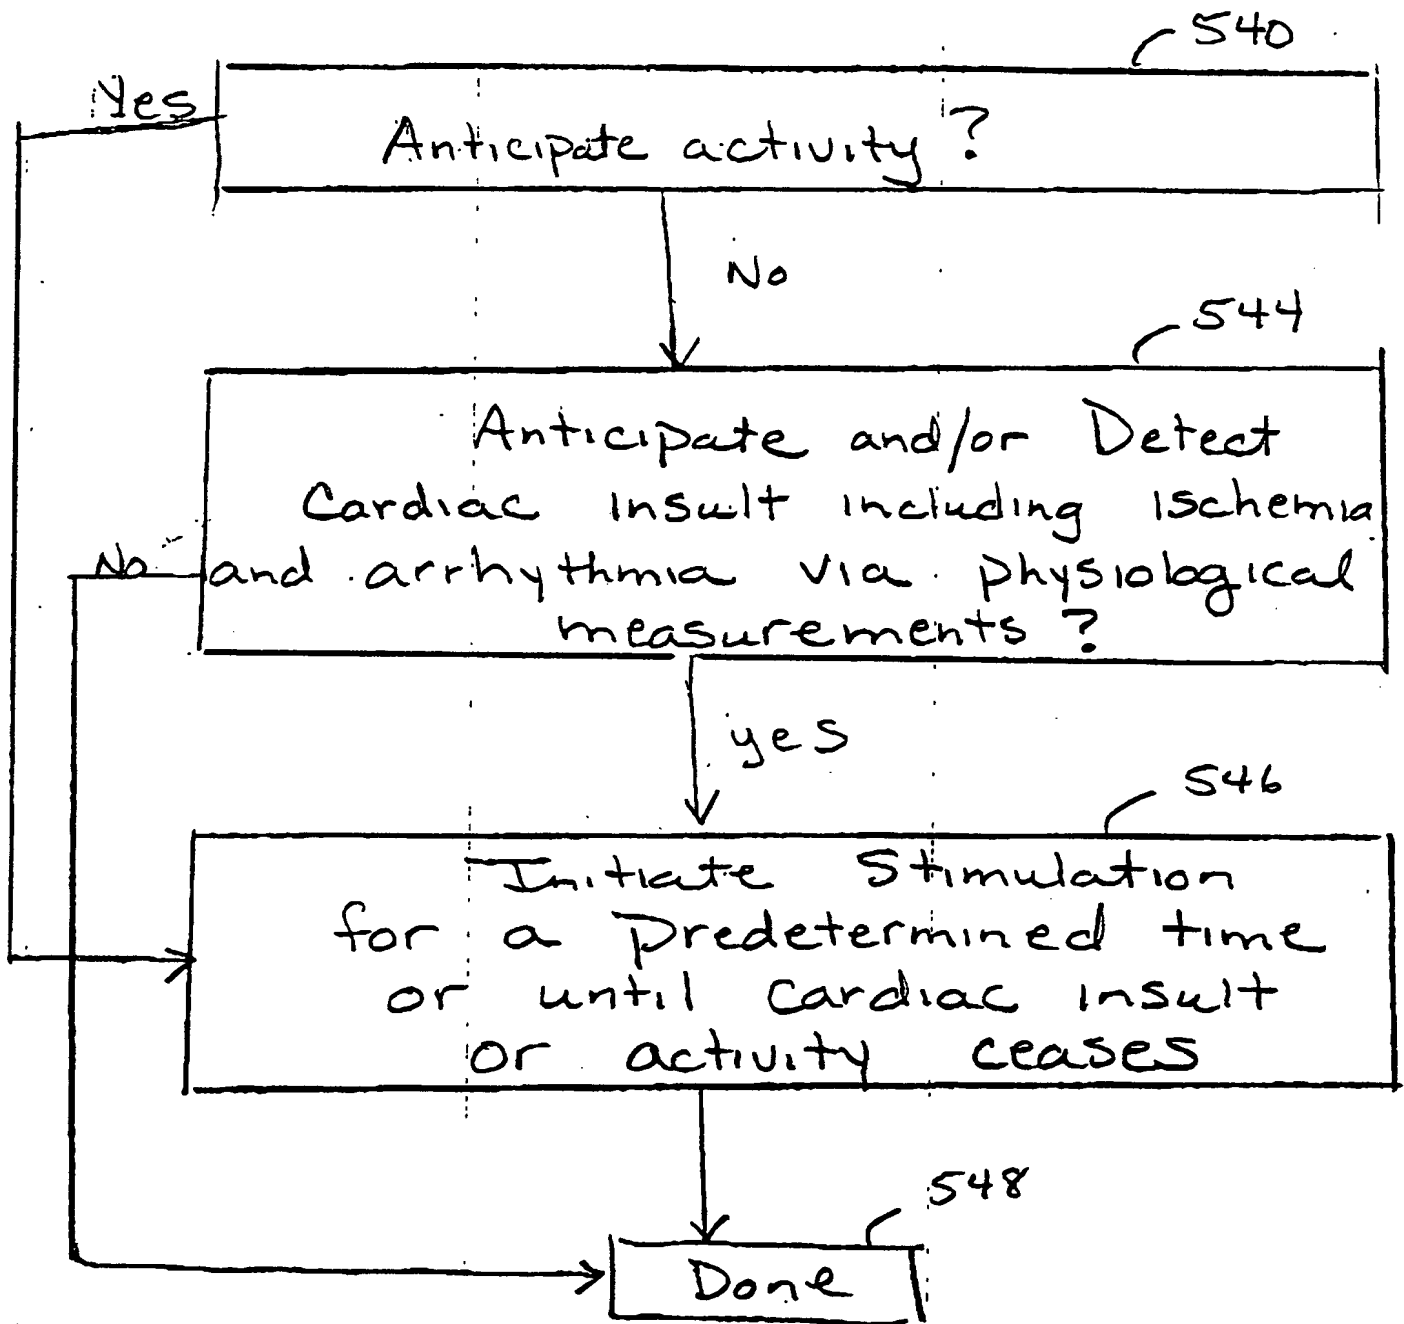 540
Yes
Anticipate activity?
No
544
Anticipate and/or Detect
Cardiac insult including ischemia
No and arrhythmia via physiological
measurements?
yes
546
Initiate Stimulation
for a predetermined time
or until cardiac insult
or activity ceases
548
Done